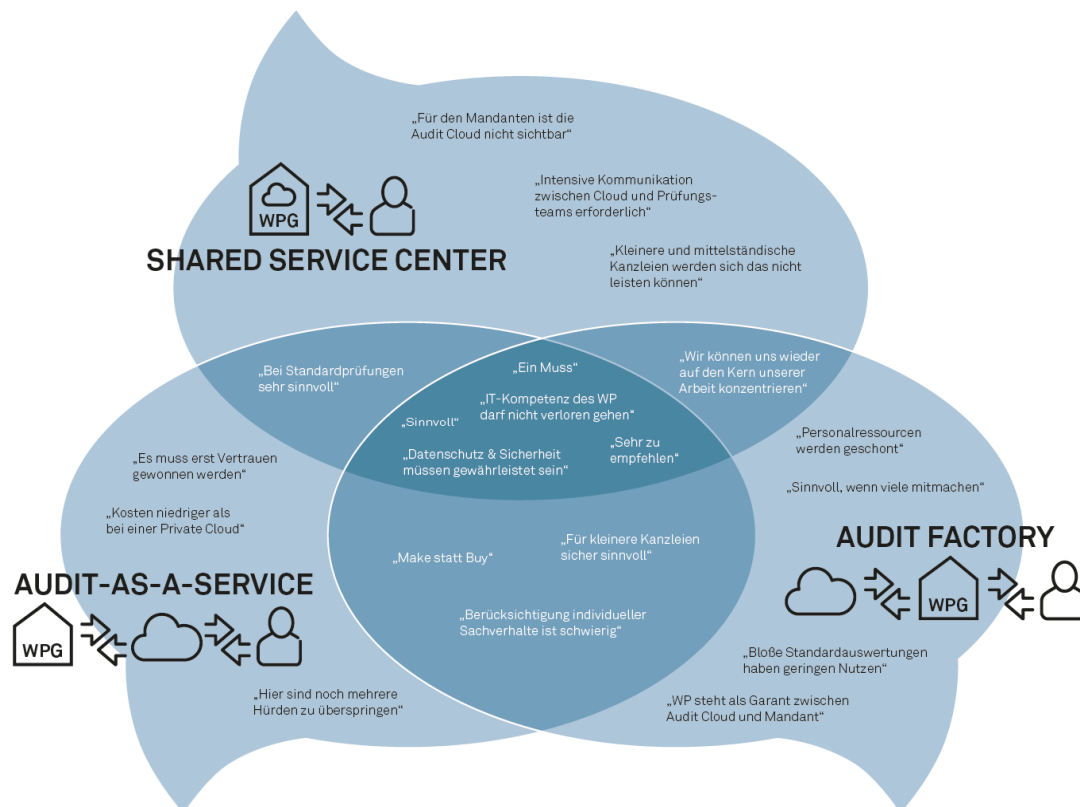 „Für den Mandanten ist die
Audit Cloud nicht sichtbar“
„Intensive Kommunikation
zwischen Cloud und Prüfungs-
teams erforderlich“
WPG
SHARED SERVICE CENTER
„Kleinere und mittelständische
Kanzleien werden sich das nicht
leisten können“
„Bei Standardprüfungen
sehr sinnvoll“
„Ein Muss“
„IT-Kompetenz des WP
darf nicht verloren gehen“
„Sinnvoll“
„Datenschutz & Sicherheit
müssen gewährleistet sein“
„Sehr zu
empfehlen“
„Wir können uns wieder
auf den Kern unserer
Arbeit konzentrieren“
„Es muss erst Vertrauen
gewonnen werden“
„Kosten niedriger als
bei einer Private Cloud“
„Personalressourcen
werden geschont“
„Sinnvoll, wenn viele mitmachen“
„Make statt Buy“
„Für kleinere Kanzleien
sicher sinnvoll“
„Berücksichtigung individueller
Sachverhalte ist schwierig“
AUDIT-AS-A-SERVICE
WPG
AUDIT FACTORY
WPG
„Hier sind noch mehrere
Hürden zu überspringen“
„Bloße Standardauswertungen
haben geringen Nutzen“
„WP steht als Garant zwischen
Audit Cloud und Mandant“